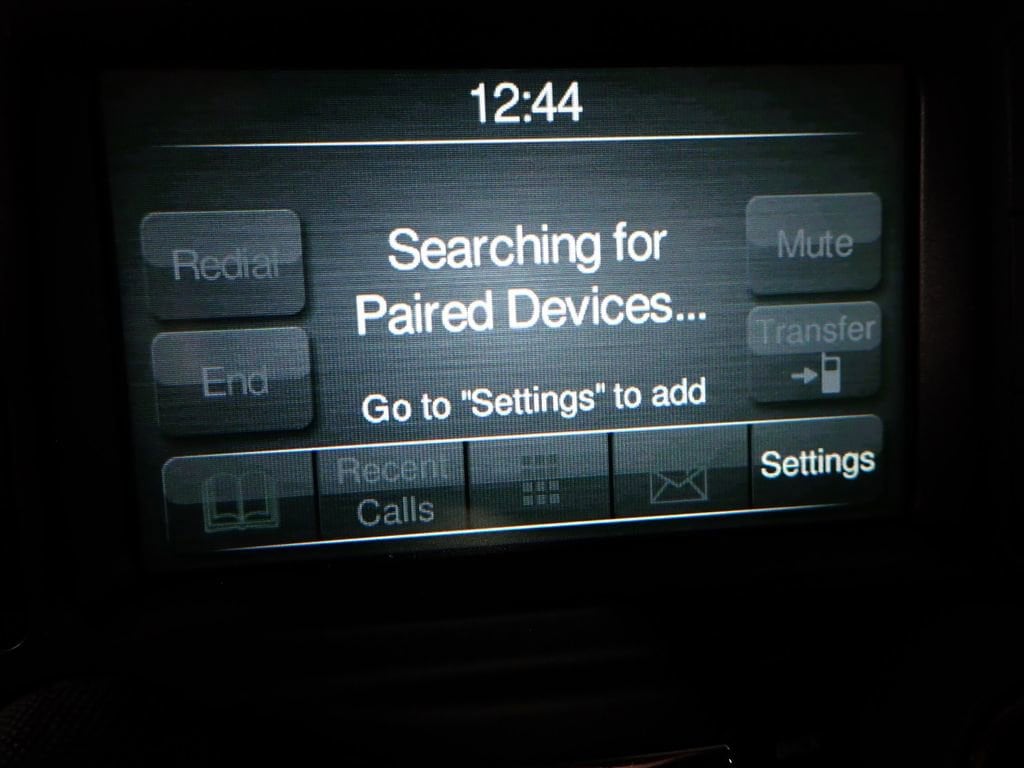 12:44
Redial
Searching for
Mute
Paired Devices...
Transfer
End
Go to "Settings" to add
Recent
Calls
Settings